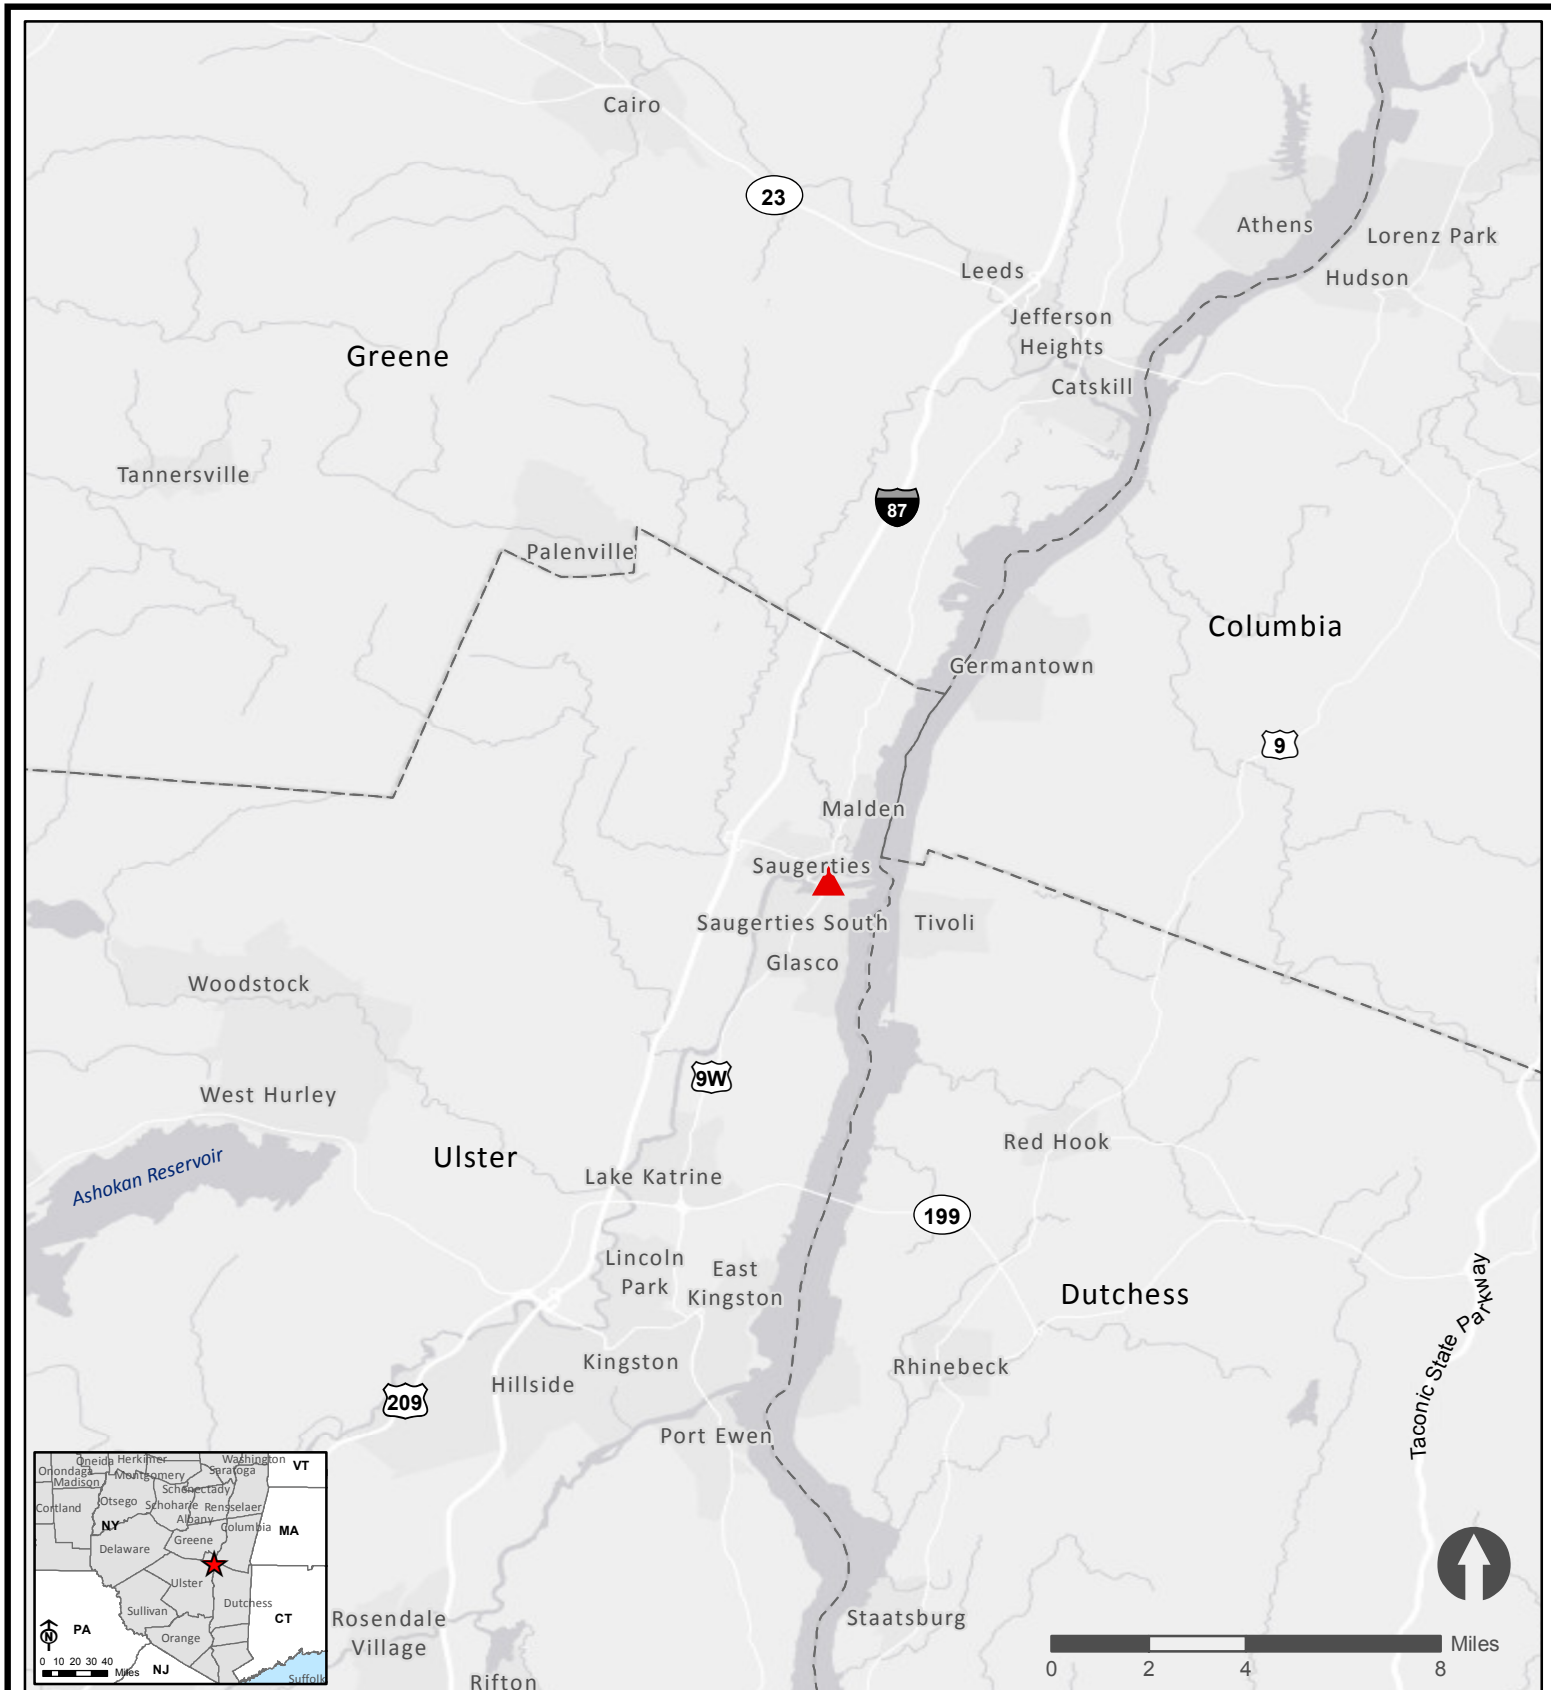 Cairo
23
Athens
Lorenz Park
Leeds
Hudson
Jefferson
Heights
Greene
Catskill
Tannersville
87
Palenville
Columbia
Germantown
9
Malden
Saugerties
Saugerties South
Tivoli
Glasco
Woodstock
9W
West Hurley
Red Hook
Ulster
Ashokan Reservoir
Lake Katrine
199
Lincoln
Park
East
Kingston
Dutchess
Taconic State Parkway
Kingston
Rhinebeck
Hillside
209
Port Ewen
Rosendale
Village
Staatsburg
Rifton
Miles
0 2 4 8
Oneida
Herkimer
Washington
VT
Onondaga
Montgomery
Saratoga
Madison
Schenectady
Cortland
Otsego
Schoharie
Rensselaer
Albany
NY
Columbia
MA
Greene
Delaware
Ulster
Dutchess
Sullivan
CT
PA
Orange
N
0 10 20 30 40
Miles
NJ
Suffolk